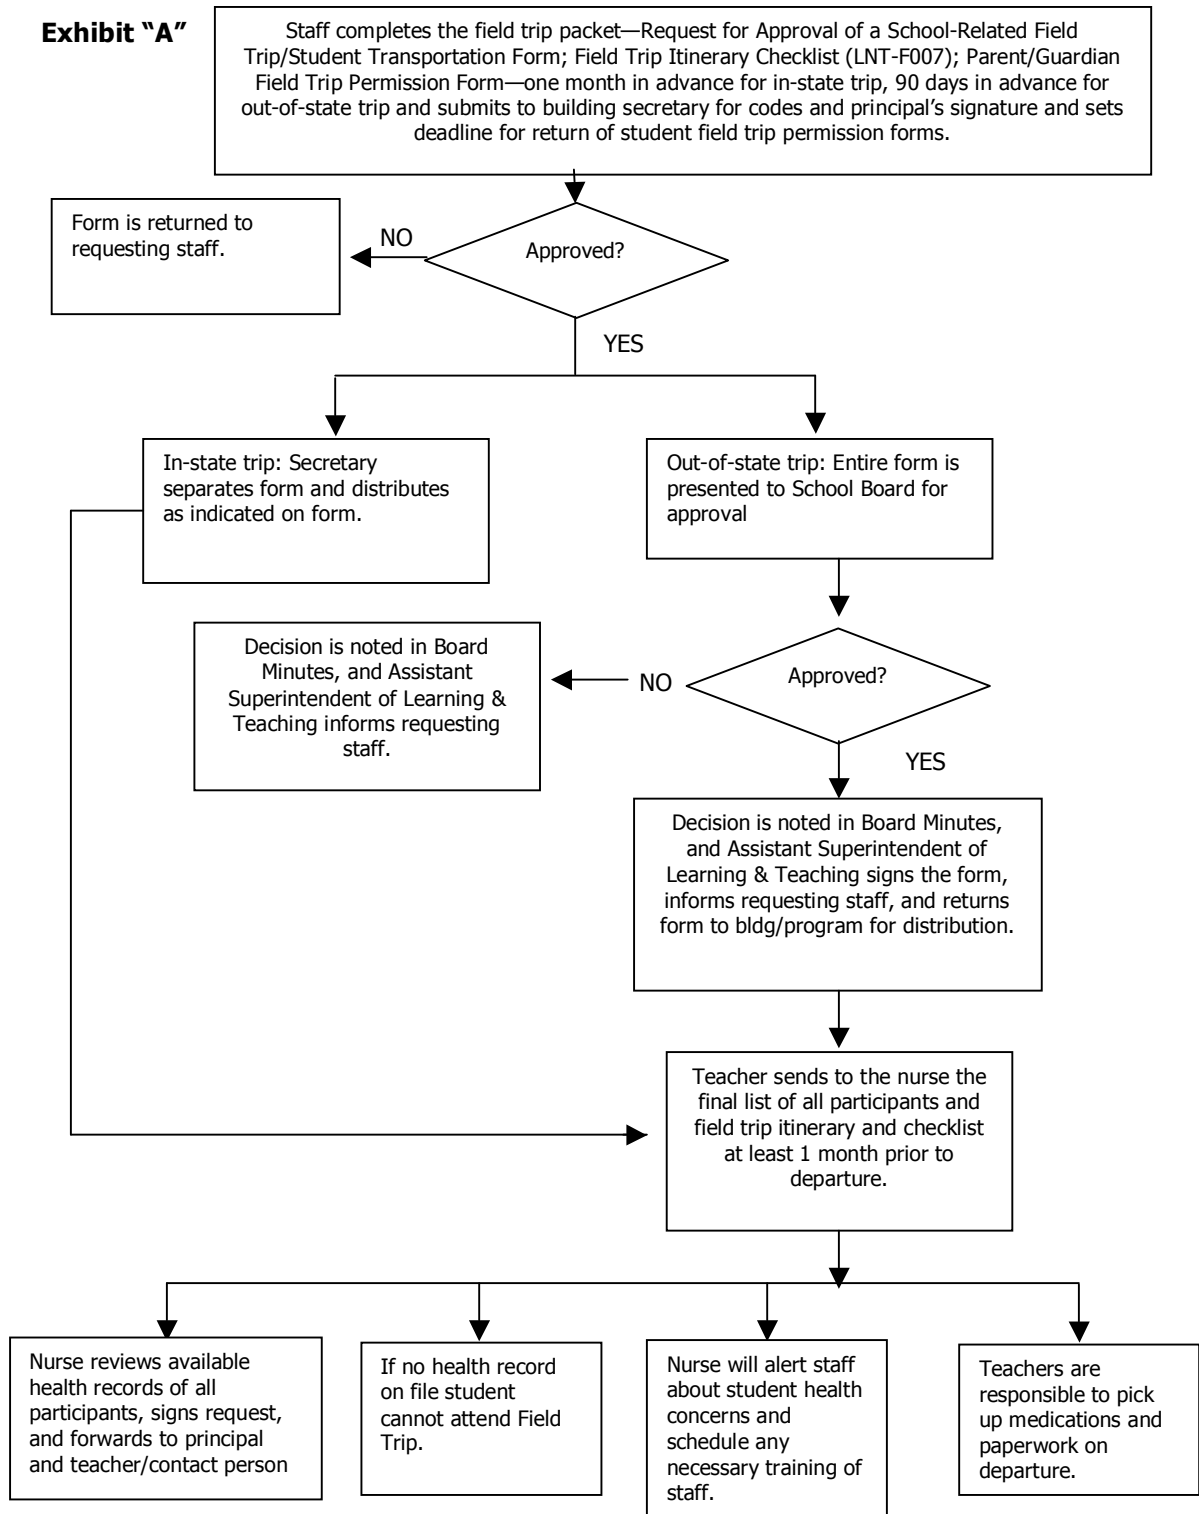 Exhibit “A”
Staff completes the field trip packet—Request for Approval of a School-Related Field
Trip/Student Transportation Form; Field Trip Itinerary Checklist (LNT-F007); Parent/Guardian
Field Trip Permission Form—one month in advance for in-state trip, 90 days in advance for
out-of-state trip and submits to building secretary for codes and principal’s signature and sets
deadline for return of student field trip permission forms.
Form is returned to
requesting staff.
NO
Approved?
YES
In-state trip: Secretary
separates form and distributes
as indicated on form.
Out-of-state trip: Entire form is
presented to School Board for
approval
Decision is noted in Board
Minutes, and Assistant
Superintendent of Learning &
Teaching informs requesting
staff.
NO
Approved?
YES
Decision is noted in Board Minutes,
and Assistant Superintendent of
Learning & Teaching signs the form,
informs requesting staff, and returns
form to bldg/program for distribution.
Teacher sends to the nurse the
final list of all participants and
field trip itinerary and checklist
at least 1 month prior to
departure.
Nurse reviews available
health records of all
participants, signs request,
and forwards to principal
and teacher/contact person
If no health record
on file student
cannot attend Field
Trip.
Nurse will alert staff
about student health
concerns and
schedule any
necessary training of
staff.
Teachers are
responsible to pick
up medications and
paperwork on
departure.